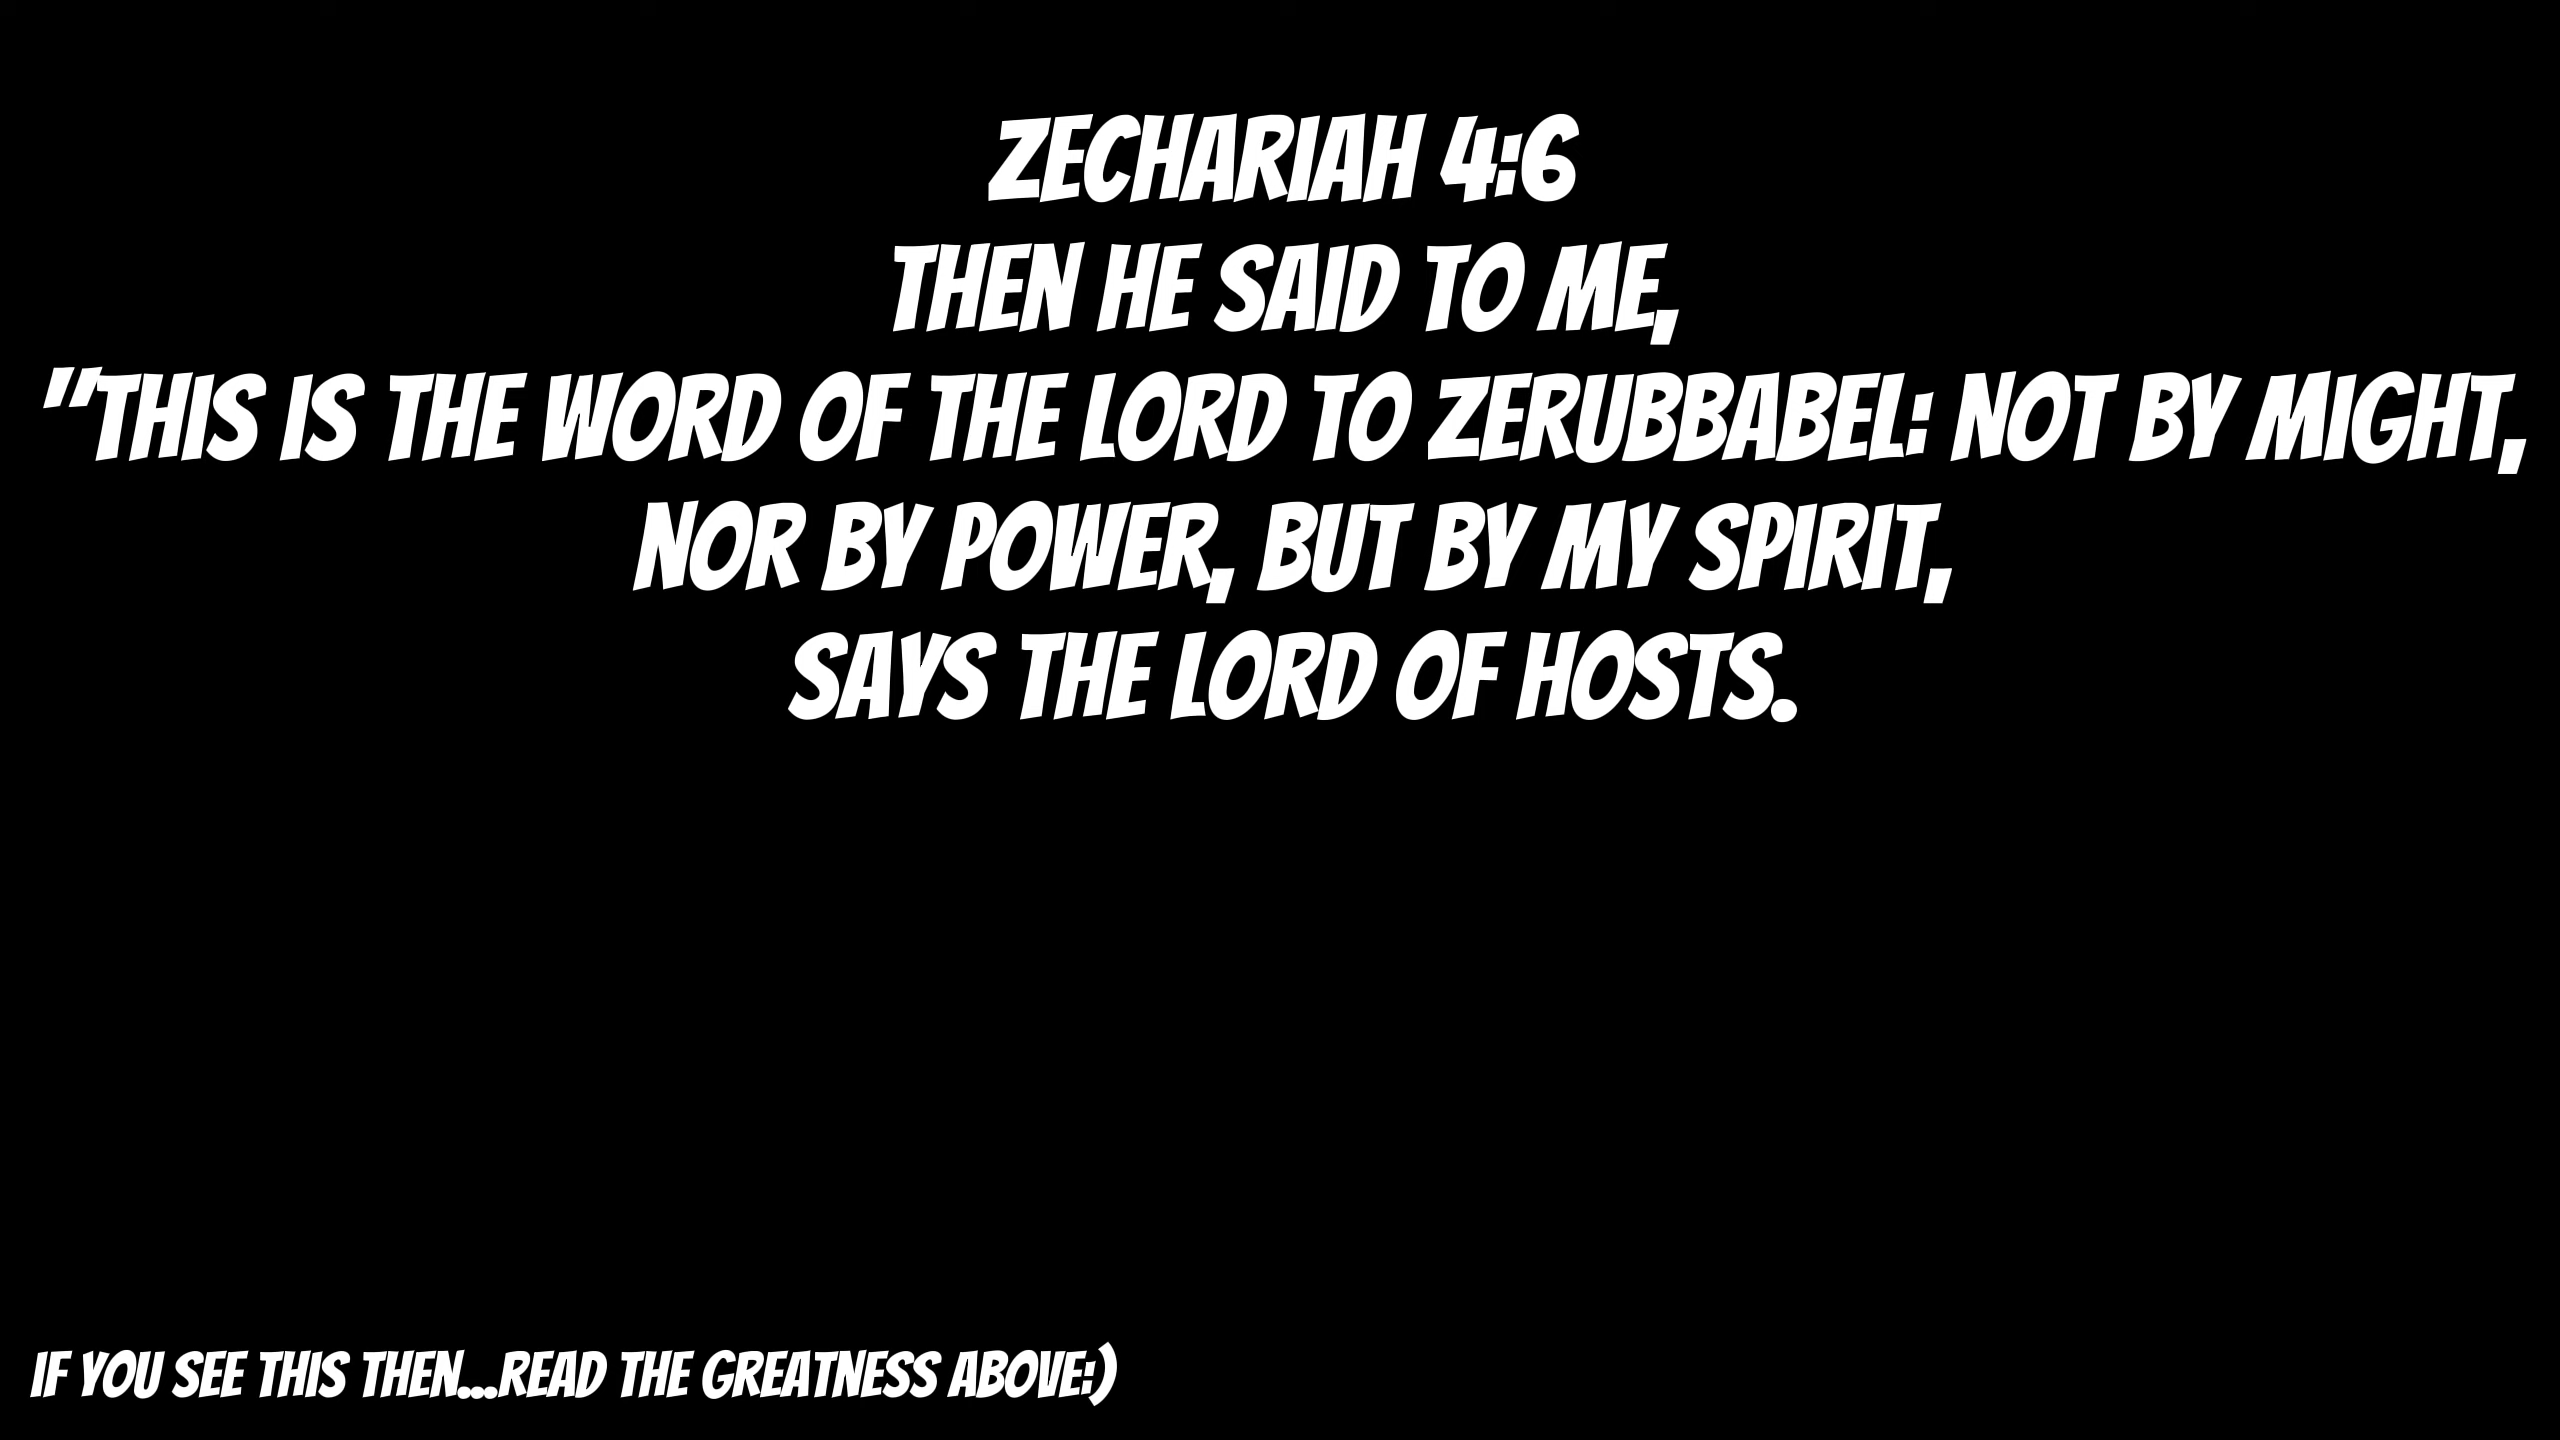 ZECHARIAH 4:6
THEN HE SAID TO ME,
"THIS IS THE WORD OF THE LORD TO ZERUBBABEL: NOT BY MIGHT,
NOR BY POWER, BUT BY MY SPIRIT,
SAYS THE LORD OF HOSTS.
IF YOU SEE THIS THEN...READ THE GREATNESS ABOVE:)